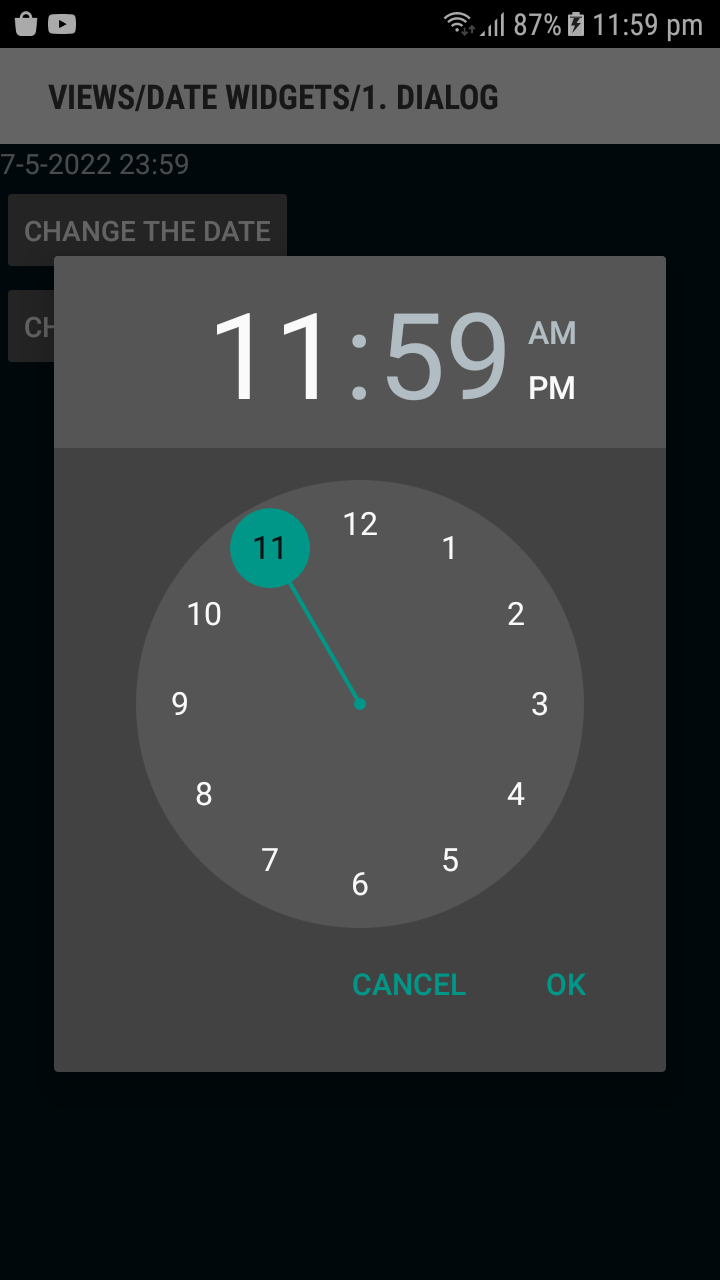 87% 11:59 pm
VIEWS/DATE WIDGETS/1. DIALOG
7-5-2022 23:59
CHANGE THE DATE
CH
11:59
AM
PM
12
11
1
10
2
9
3
8
4
7
5
6
CANCEL OK